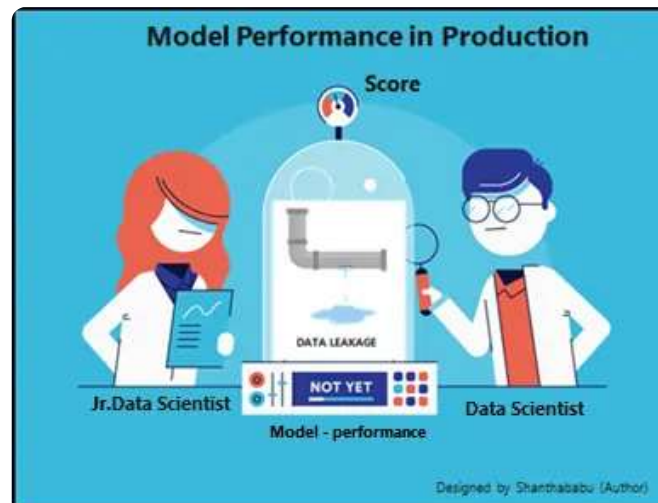 Model Performance in Production
Score
DATA LEAKAGE
NOT YET
Jr.Data Scientist
Data Scientist
Model - performance
Designed by Shanthababu (Author)